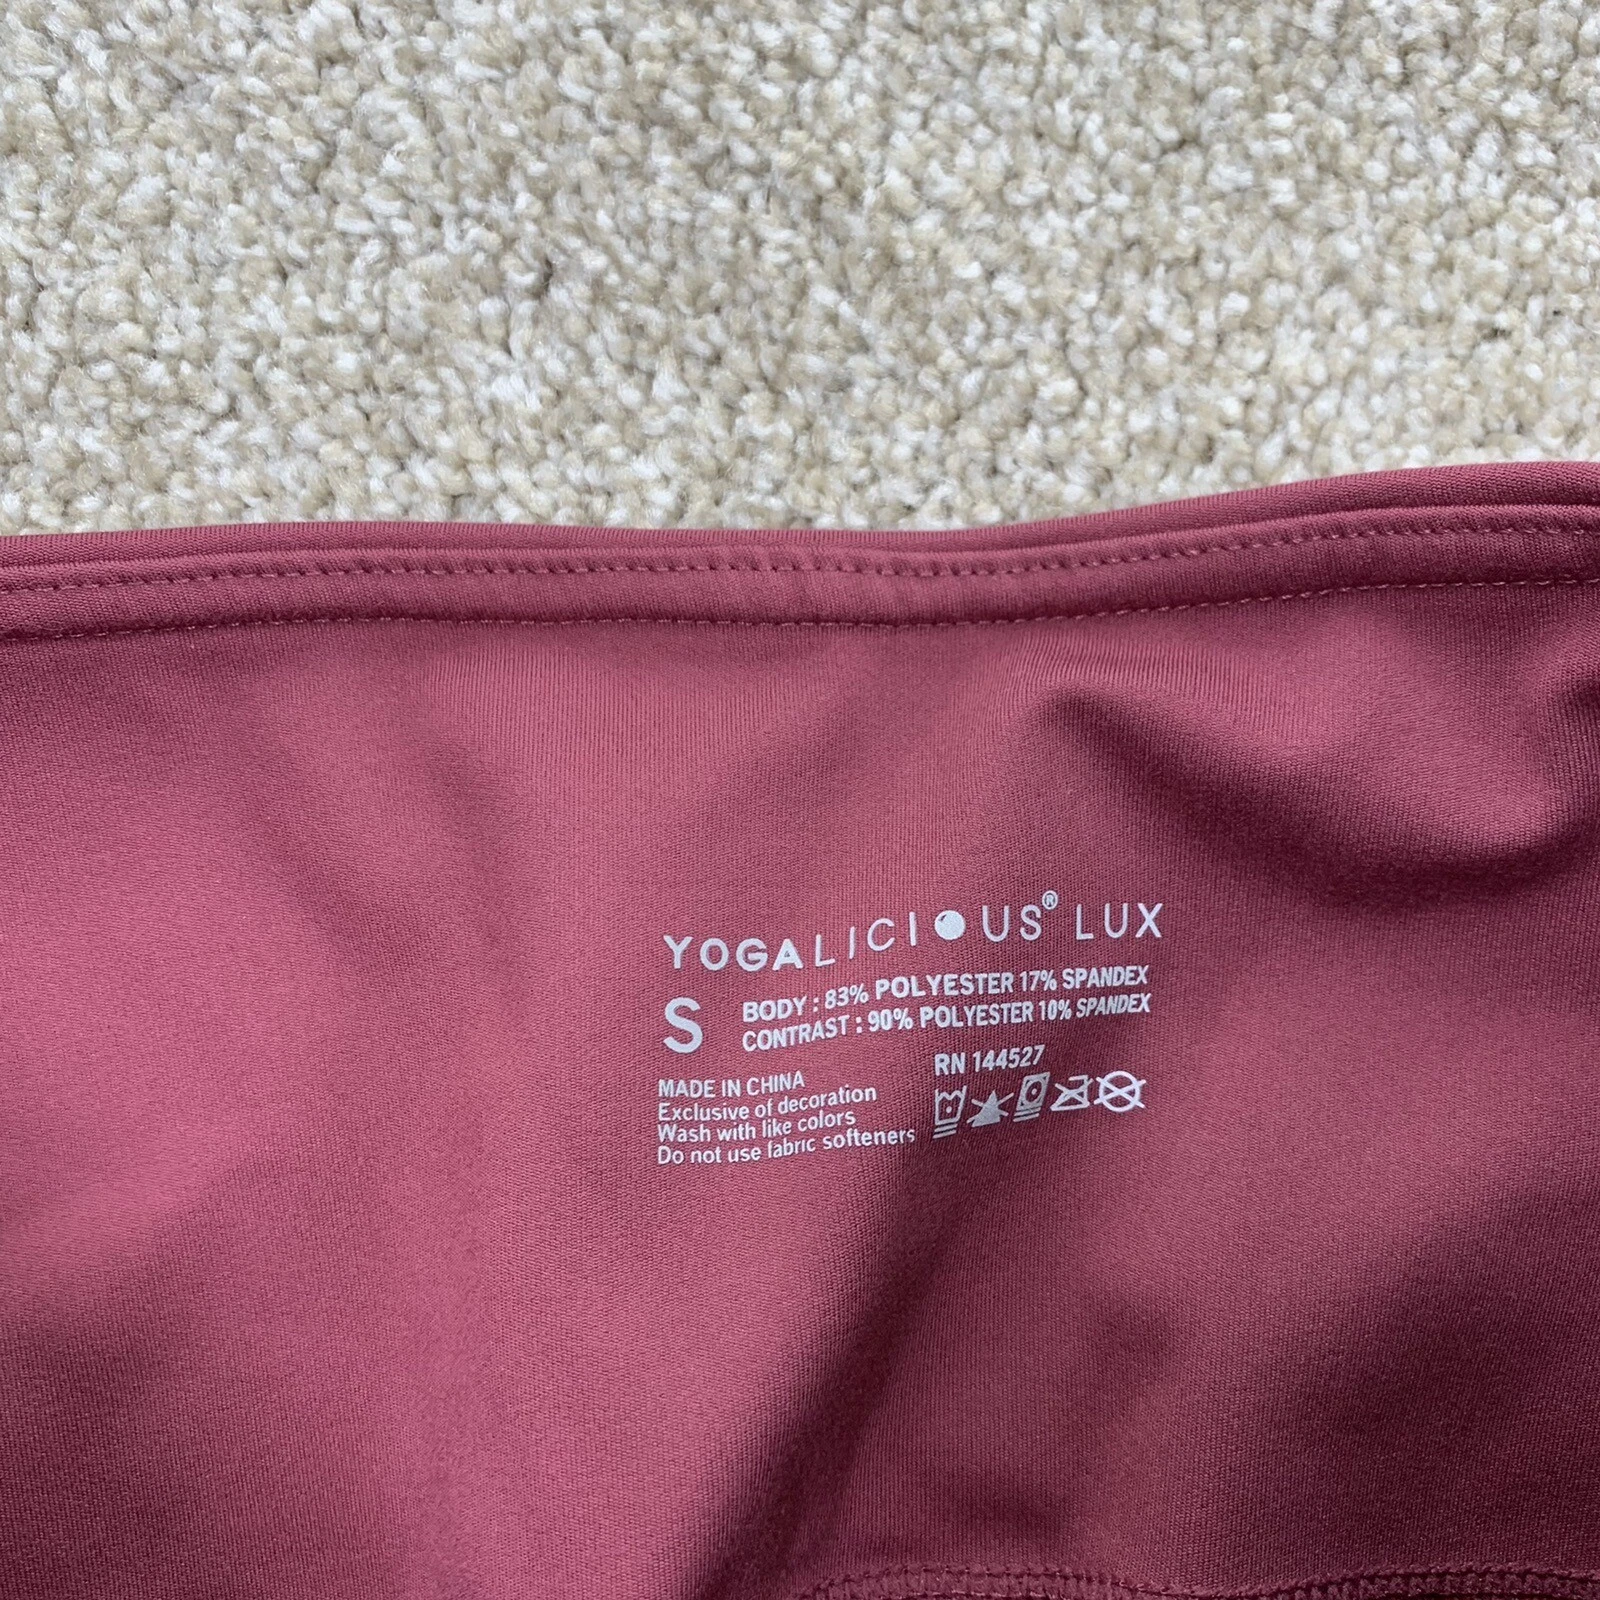 YOGALICIOUS® LUX
S
BODY : 83% POLYESTER 17% SPANDEX
CONTRAST : 90% POLYESTER 10% SPANDEX
RN 144527
MADE IN CHINA
Exclusive of decoration
Wash with like colors
Do not use fabric softeners